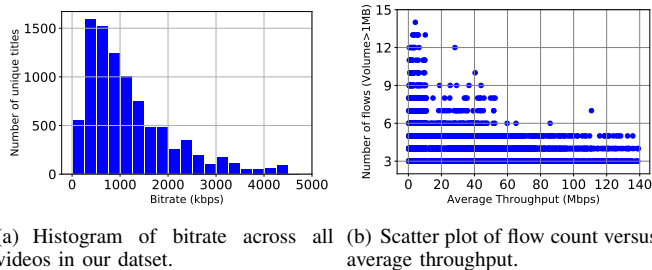 1500
1000
500
0
Number of unique titles
0 1000 2000 3000 4000 5000
Bitrate (kbps)
15
12
9
6
3
Number of flows (Volume>1MB)
0 20 40 60 80 100 120 140
Average Throughput (Mbps)
a) Histogram of bitrate across all
videos in our datset.
(b) Scatter plot of flow count versus
average throughput.